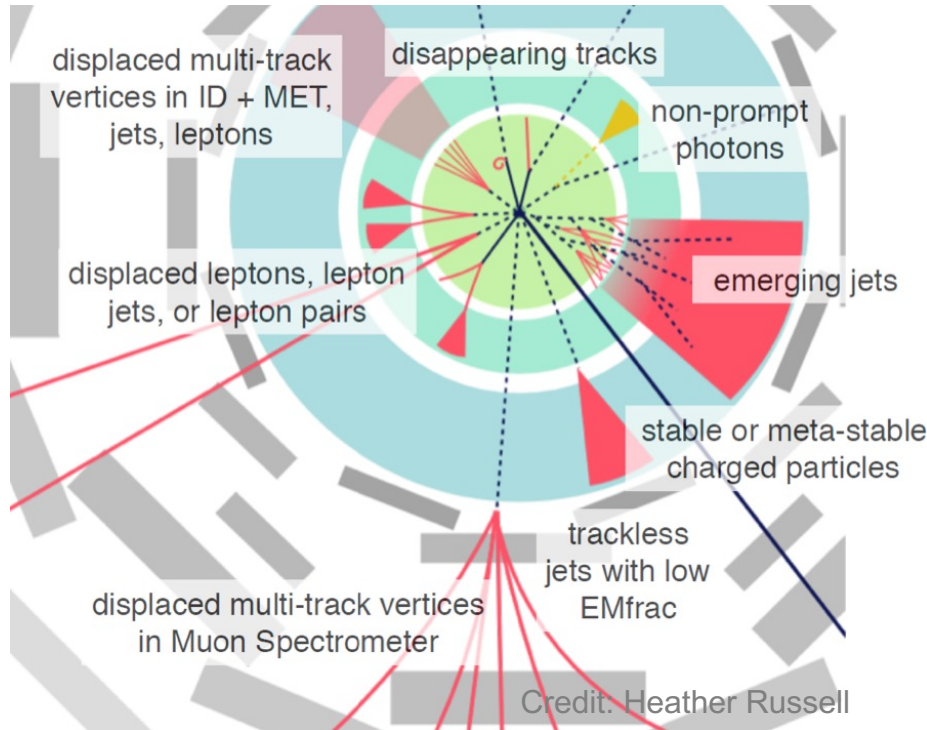 displaced multi-track
vertices in ID + MET,
jets, leptons
disappearing tracks
non-prompt
photons
displaced leptons, lepton
jets, or lepton pairs
emerging jets
stable or meta-stable
charged particles
trackless
jets with low
EMfrac
displaced multi-track vertices
in Muon Spectrometer
Credit: Heather Russell